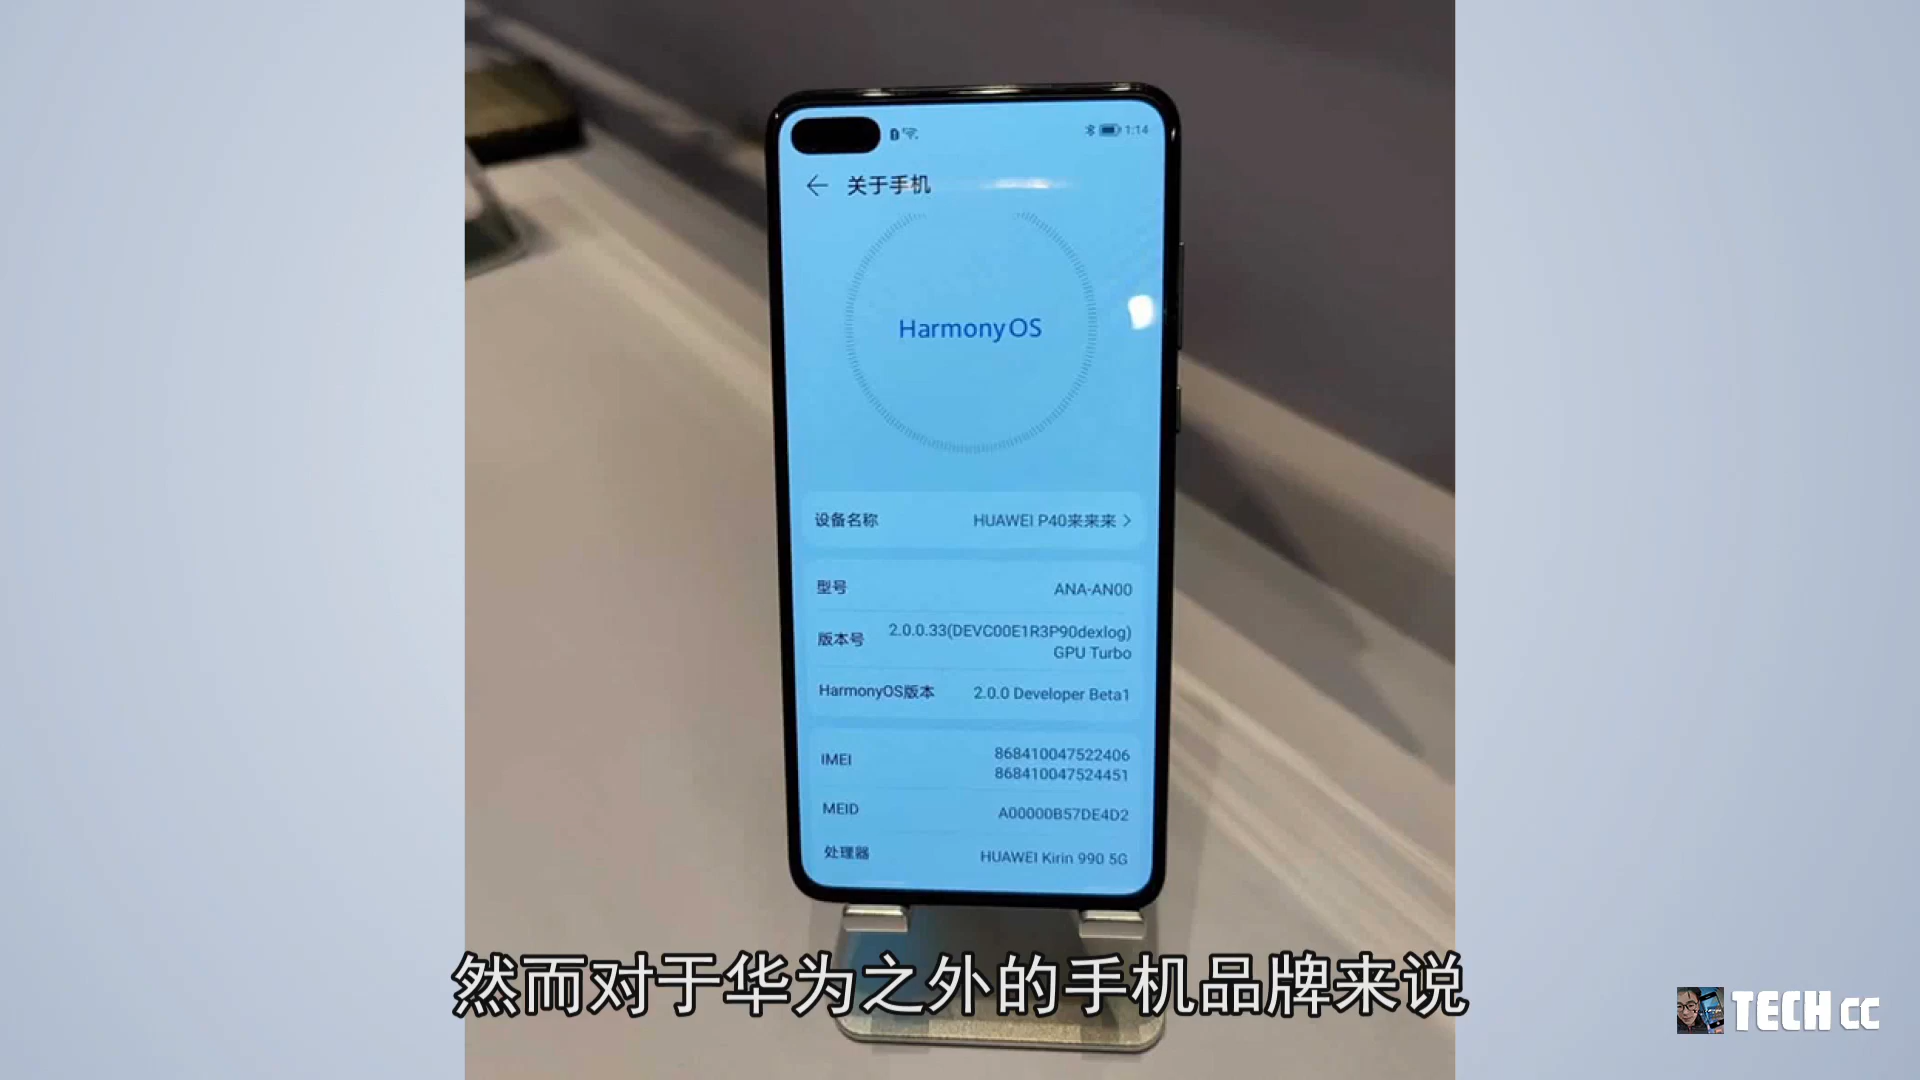 1:14
关于手机
HarmonyOS
设备名称 HUAWEI P40来来来
型号 ANA-AN00
版本号 2.0.0.33(DEVC00E1R3P90dexlog)
GPU Turbo
HarmonyOS版本 2.0.0 Developer Beta1
IMEI 868410047522406
868410047524451
MEID A00000B57DE4D2
处理器 HUAWEI Kirin 990 5G
然而对于华为之外的手机品牌来说
TECH CC